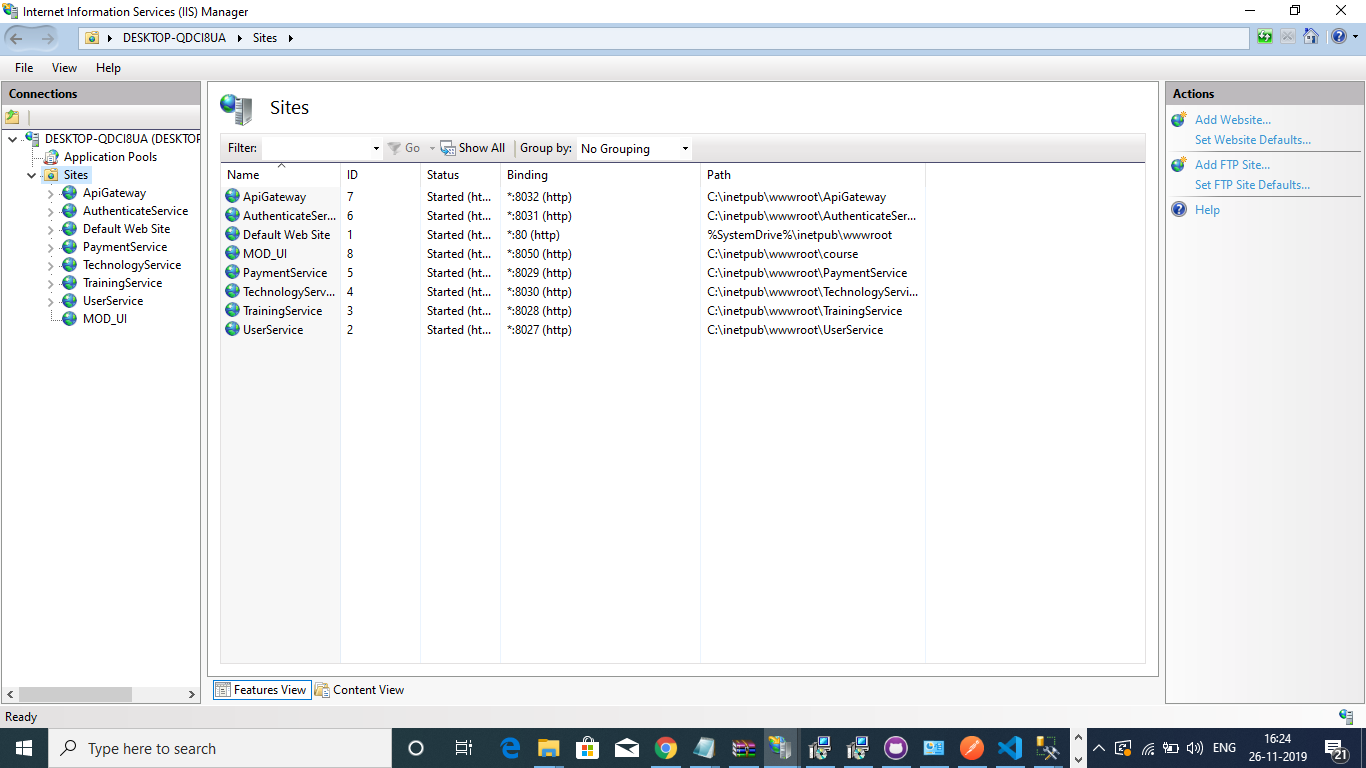 Internet Information Services (IIS) Manager
DESKTOP-QDCI8UA Sites
File View Help
Connections
DESKTOP-QDCI8UA (DESKTOP
Application Pools
Sites
ApiGateway
AuthenticateService
Default Web Site
PaymentService
TechnologyService
TrainingService
UserService
MOD_UI
Sites
Filter: Go Show All Group by: No Grouping
Name ID Status Binding Path
ApiGateway 7 Started (ht... *:8032 (http) C:\inetpub\wwwroot\ApiGateway
AuthenticateSer... 6 Started (ht... *:8031 (http) C:\inetpub\wwwroot\AuthenticateSer...
Default Web Site 1 Started (ht... *:80 (http) %SystemDrive%\inetpub\wwwroot
MOD_UI 8 Started (ht... *:8050 (http) C:\inetpub\wwwroot\course
PaymentService 5 Started (ht... *:8029 (http) C:\inetpub\wwwroot\PaymentService
TechnologyServ... 4 Started (ht... *:8030 (http) C:\inetpub\wwwroot\TechnologyServi...
TrainingService 3 Started (ht... *:8028 (http) C:\inetpub\wwwroot\TrainingService
UserService 2 Started (ht... *:8027 (http) C:\inetpub\wwwroot\UserService
Features View Content View
Actions
Add Website...
Set Website Defaults...
Add FTP Site...
Set FTP Site Defaults...
Help
Ready
Type here to search
ENG
16:24
26-11-2019
21